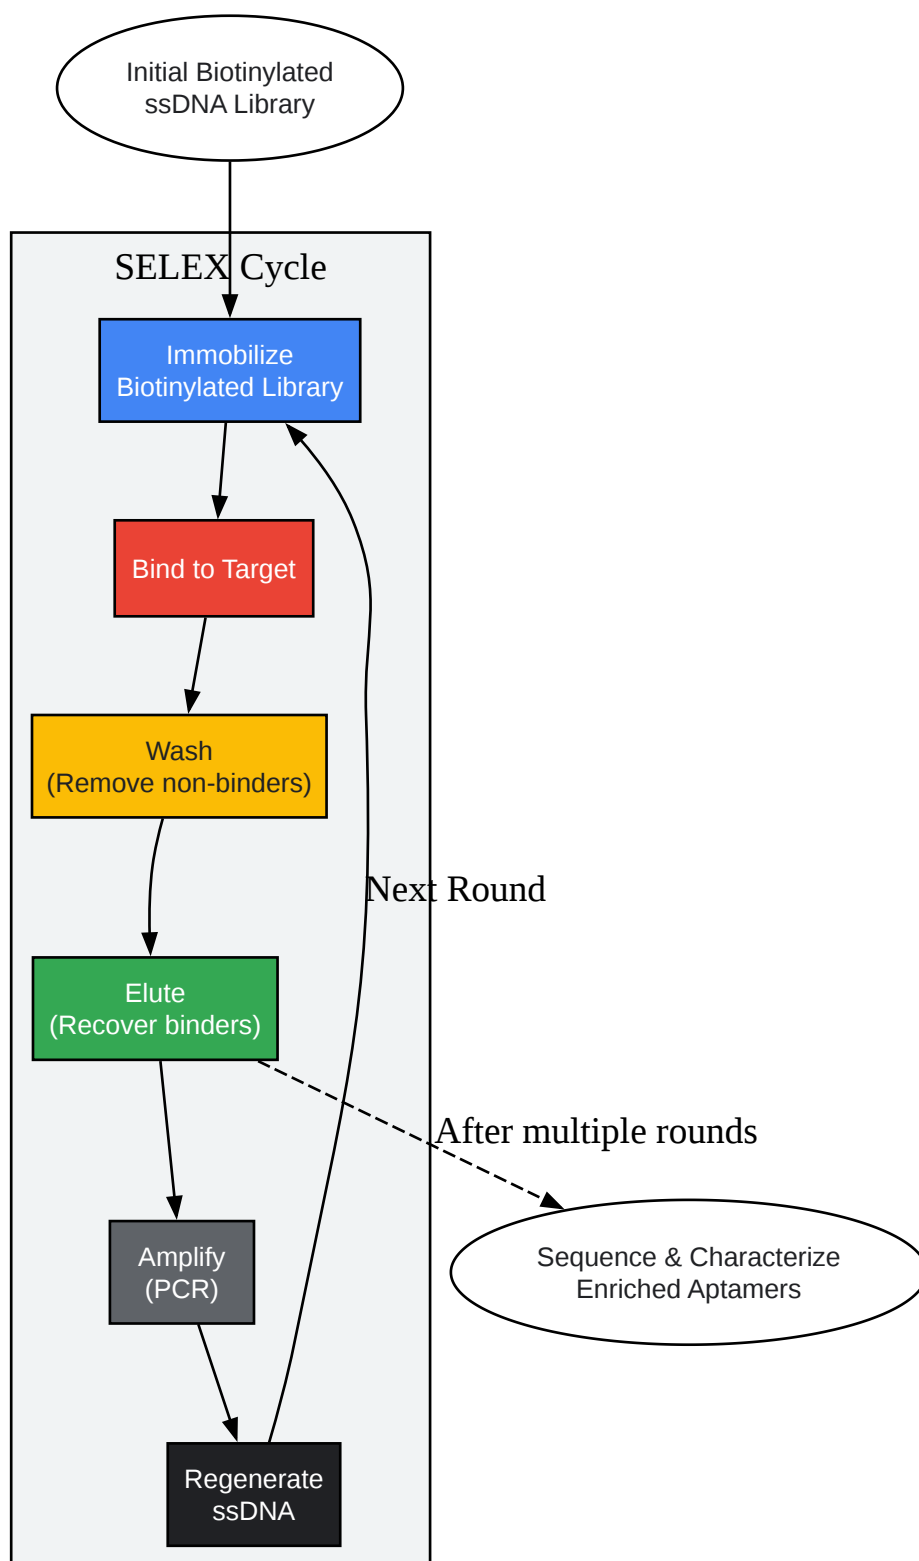 Initial Biotinylated
ssDNA Library
SELEX Cycle
Immobilize
Biotinylated Library
Bind to Target
Wash
(Remove non-binders)
Next Round
Elute
(Recover binders)
After multiple rounds
Amplify
(PCR)
Sequence & Characterize
Enriched Aptamers
Regenerate
ssDNA